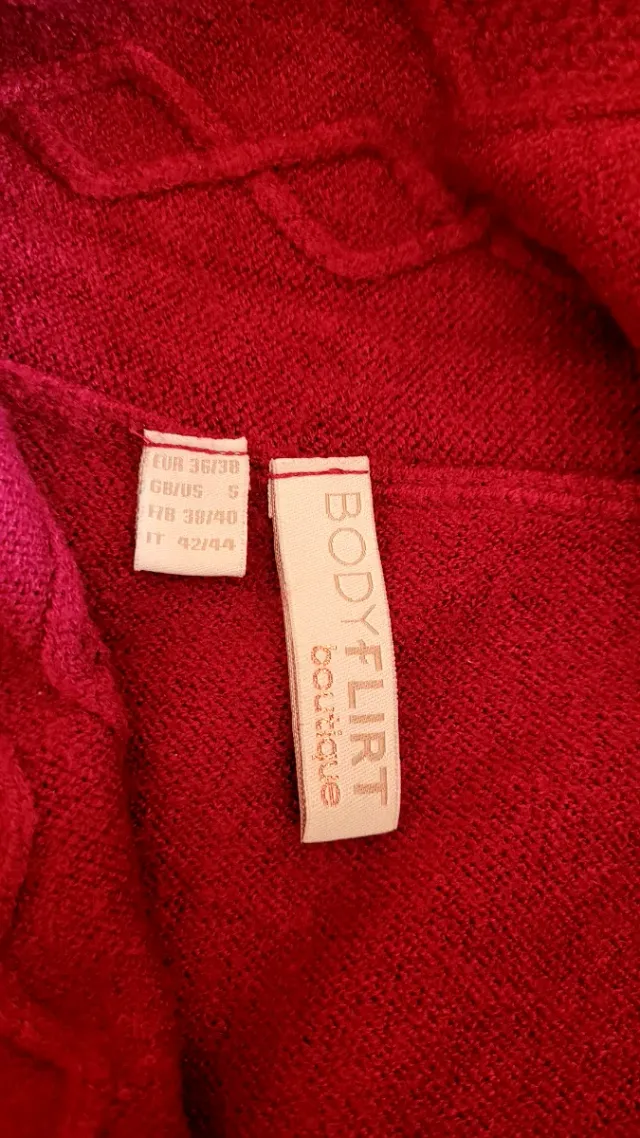 EUR 36/38
GB/US S
F/B 38/40
IT 42/44
BODYFLIRT
boutique